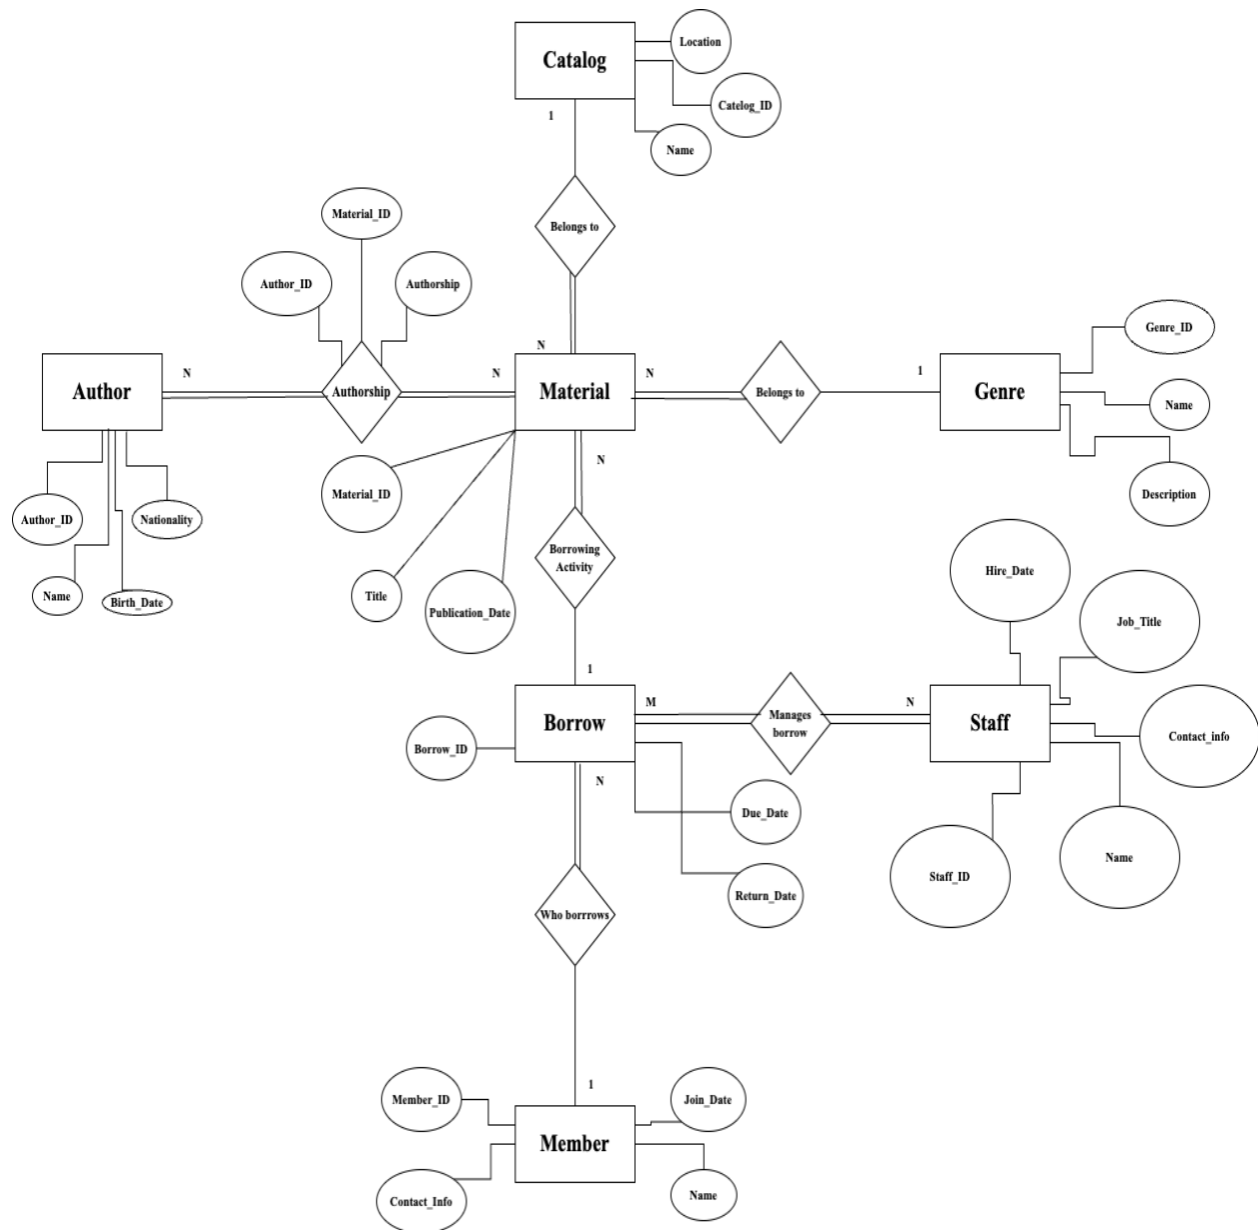 Catalog
Location
Catelog_ID
1
Name
Material_ID
Belongs to
Author_ID
Authorship
Genre_ID
N
Author
N
Authorship
N
Material
N
Belongs to
1
Genre
Name
N
Material_ID
Description
Author_ID
Nationality
Borrowing
Activity
Hire_Date
Name
Birth_Date
Title
Publication_Date
Job_Title
1
Borrow
M
Manages
borrow
N
Staff
Contact_info
Borrow_ID
N
Due_Date
Name
Staff_ID
Return_Date
Who borrrows
1
Member_ID
Join_Date
Member
Contact_Info
Name